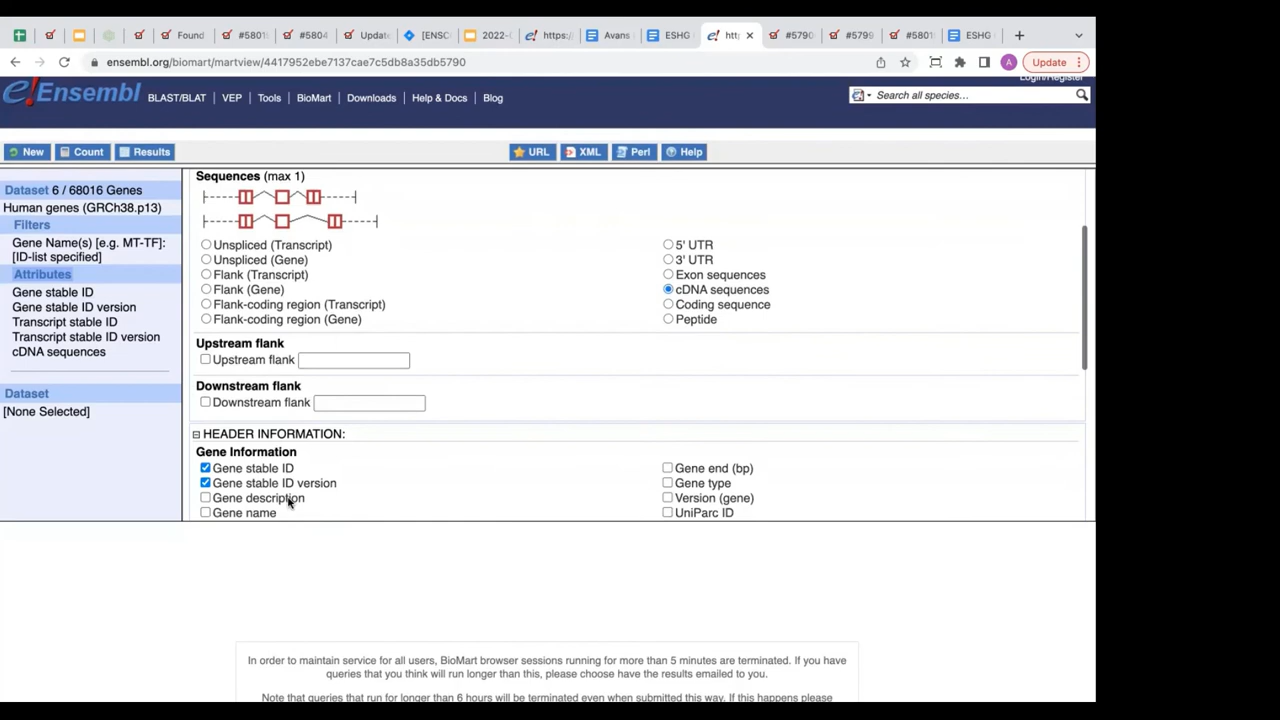 Found
#5801
#5804
Update
[ENSC
2022-
https:/
Avans
ESHG
http
#5790
#5799
#5801
ESHG
ensembl.org/biomart/martview/4417952ebe7137cae7c5db8a35db5790
A
Update
Login/Register
e!Ensembl
BLAST/BLAT | VEP | Tools | BioMart | Downloads | Help & Docs | Blog
Search all species...
New
Count
Results
URL
XML
Perl
Help
Dataset 6 / 68016 Genes
Human genes (GRCh38.p13)
Filters
Gene Name(s) [e.g. MT-TF]:
[ID-list specified]
Attributes
Gene stable ID
Gene stable ID version
Transcript stable ID
Transcript stable ID version
cDNA sequences
Dataset
[None Selected]
Sequences (max 1)
Unspliced (Transcript)
Unspliced (Gene)
Flank (Transcript)
Flank (Gene)
Flank-coding region (Transcript)
Flank-coding region (Gene)
5' UTR
3' UTR
Exon sequences
cDNA sequences
Coding sequence
Peptide
Upstream flank
Upstream flank
Downstream flank
Downstream flank
HEADER INFORMATION:
Gene Information
Gene stable ID
Gene stable ID version
Gene description
Gene name
Gene end (bp)
Gene type
Version (gene)
UniParc ID
In order to maintain service for all users, BioMart browser sessions running for more than 5 minutes are terminated. If you have
queries that you think will run longer than this, please choose have the results emailed to you.
Note that queries that run for longer than 6 hours will be terminated even when submitted this way. If this happens please